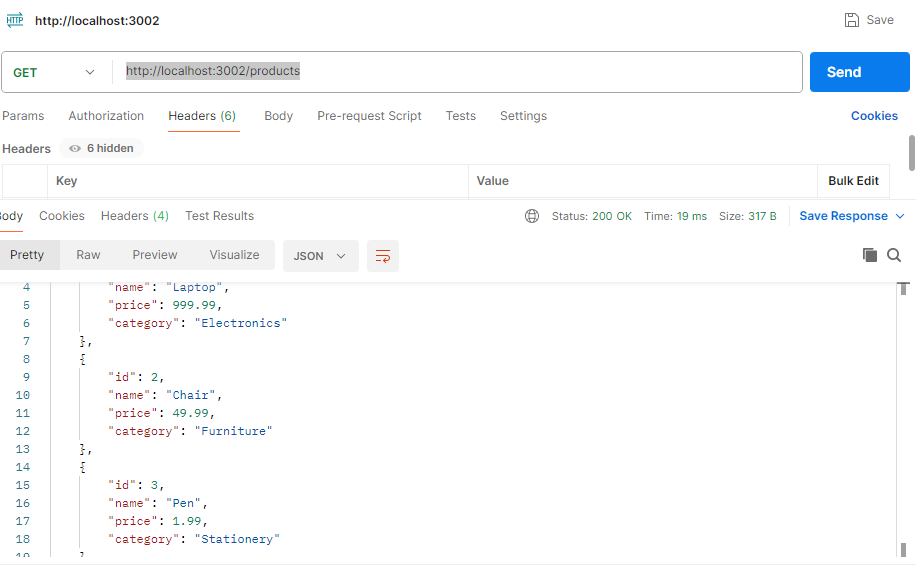 HTTP http://localhost:3002 Save
GET http://localhost:3002/products Send
Params Authorization Headers (6) Body Pre-request Script Tests Settings Cookies
Headers 6 hidden
Key Value Bulk Edit
Body Cookies Headers (4) Test Results Status: 200 OK Time: 19 ms Size: 317 B Save Response
Pretty Raw Preview Visualize JSON
4 "name": "Laptop",
5 "price": 999.99,
6 "category": "Electronics"
7 },
8 {
9 "id": 2,
10 "name": "Chair",
11 "price": 49.99,
12 "category": "Furniture"
13 },
14 {
15 "id": 3,
16 "name": "Pen",
17 "price": 1.99,
18 "category": "Stationery"
19 }